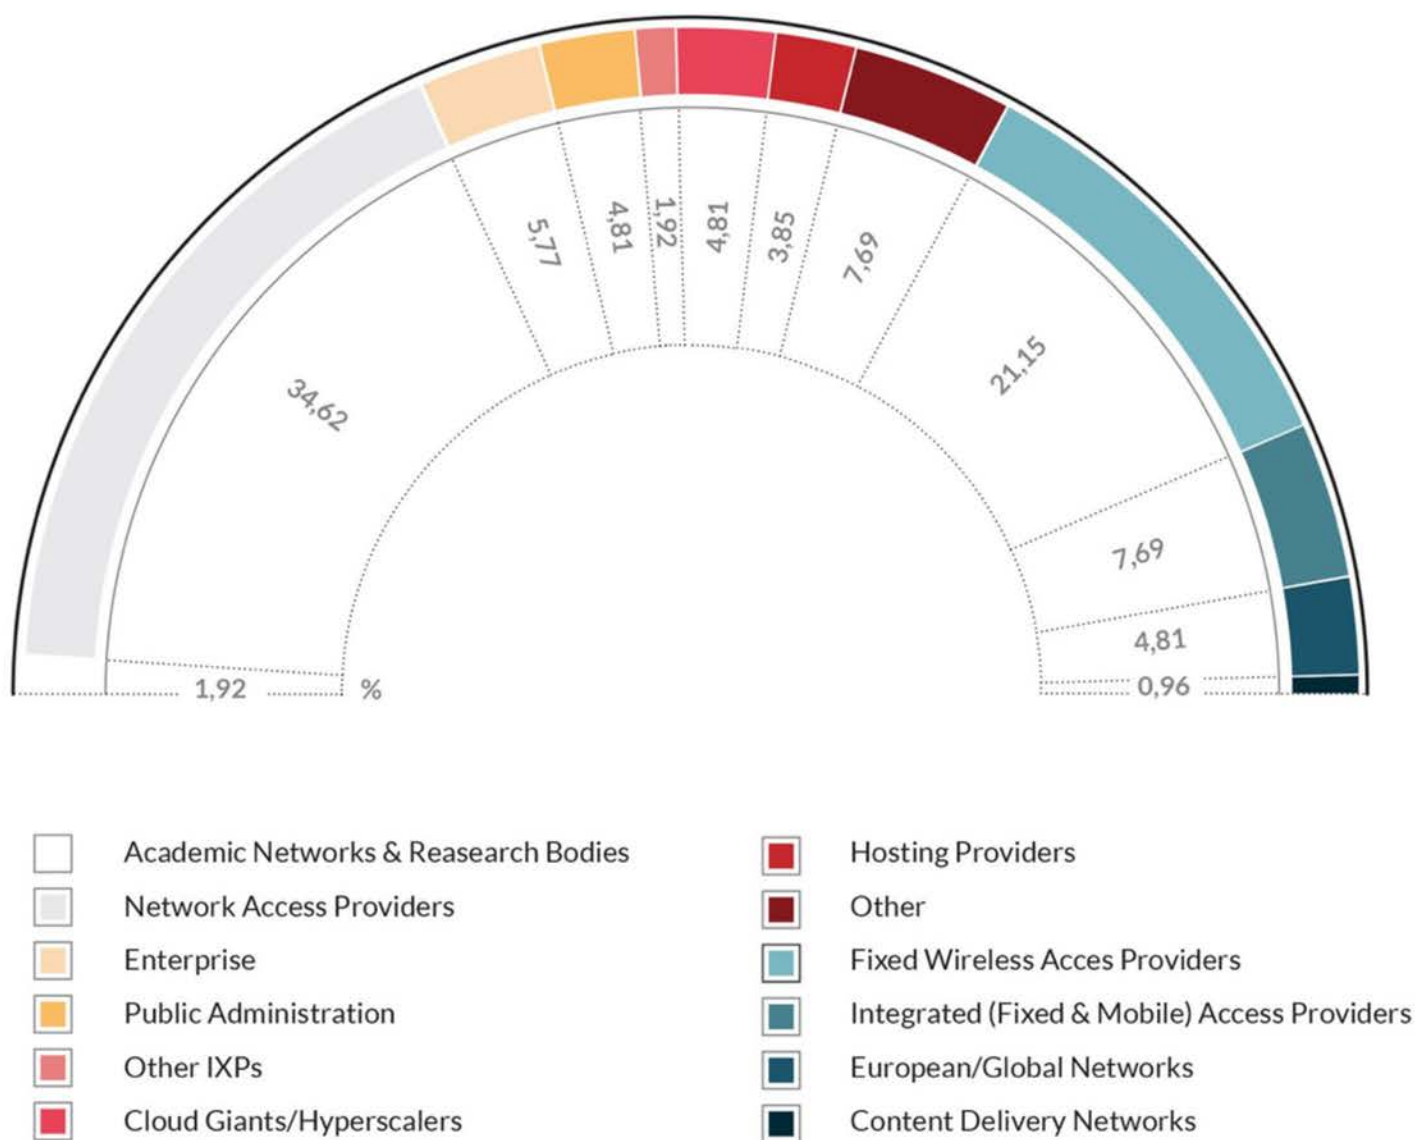 5,77
4,81
1,92
4,81
3,85
7,69
34,62
21,15
7,69
4,81
1,92
%
0,96
Academic Networks & Reasearch Bodies
Network Access Providers
Enterprise
Public Administration
Other IXPs
Cloud Giants/Hyperscalers
Hosting Providers
Other
Fixed Wireless Acces Providers
Integrated (Fixed & Mobile) Access Providers
European/Global Networks
Content Delivery Networks